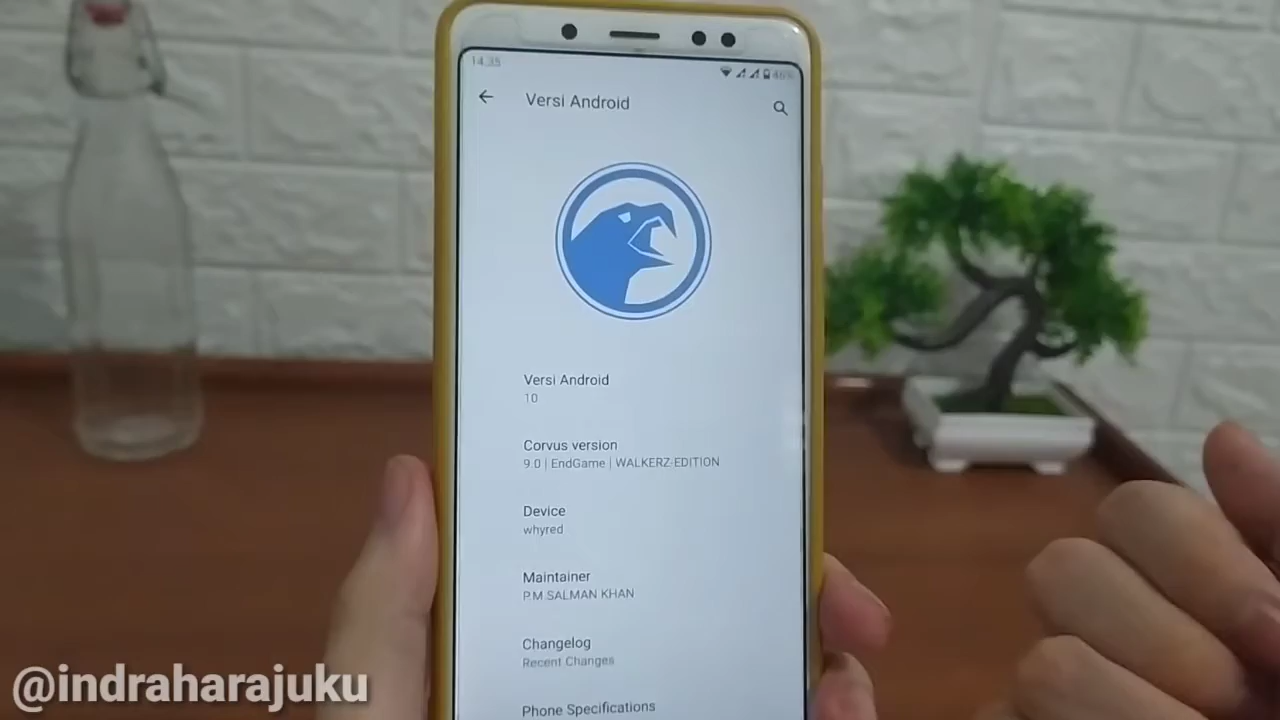 14.35
46%
Versi Android
Versi Android
10
Corvus version
9.0 | EndGame | WALKERZ-EDITION
Device
whyred
Maintainer
P.M SALMAN KHAN
Changelog
Recent Changes
Phone Specifications
@indraharajuku